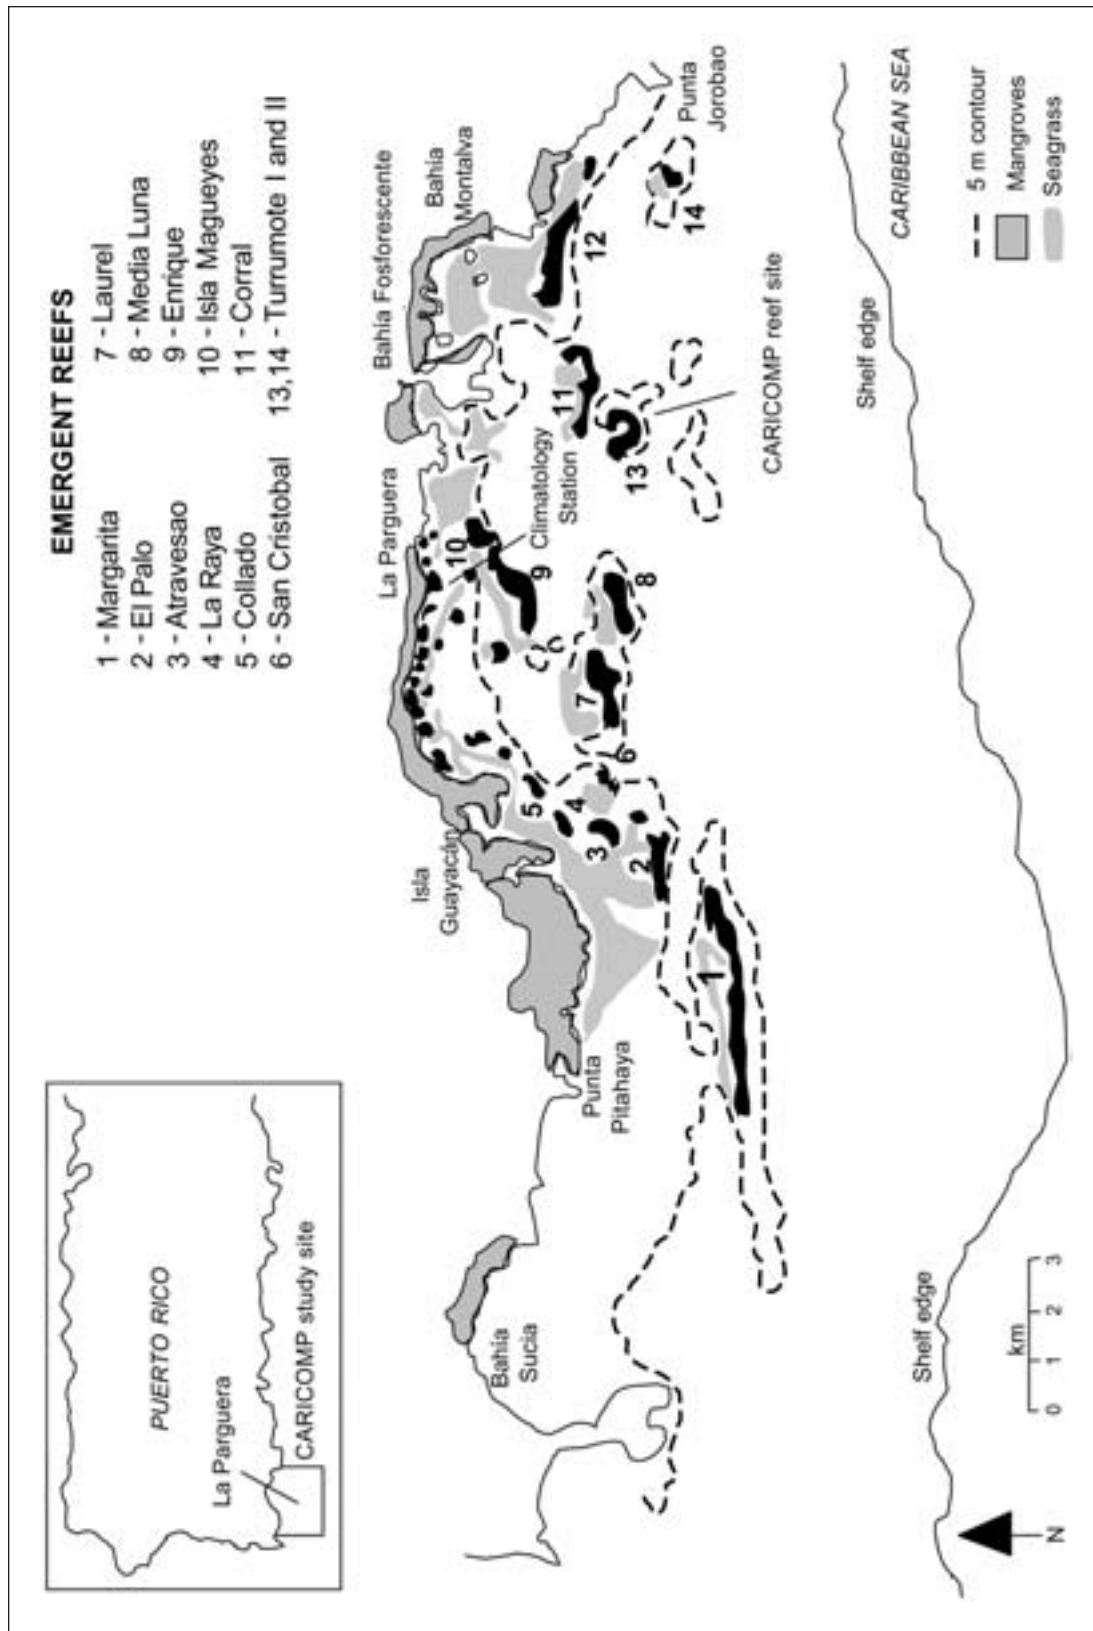 EMERGENT REEFS
1 - Margarita
2 - El Palo
3 - Atravesao
4 - La Raya
5 - Collado
6 - San Cristobal
7 - Laurel
8 - Media Luna
9 - Enrique
10 - Isla Magueyes
11 - Corral
13,14 - Turrumote I and II
PUERTO RICO
La Parguera
CARICOMP study site
La Parguera
Bahía Fosforescente
Bahía
Montalva
Isla
Guayacán
Bahía
Sucia
Punta
Pitahaya
Climatology
Station
Punta
Jorobao
1
2
3
4
5
6
7
8
9
10
11
12
13
14
CARICOMP reef site
Shelf edge
Shelf edge
CARIBBEAN SEA
N
km
0 1 2 3
5 m contour
Mangroves
Seagrass